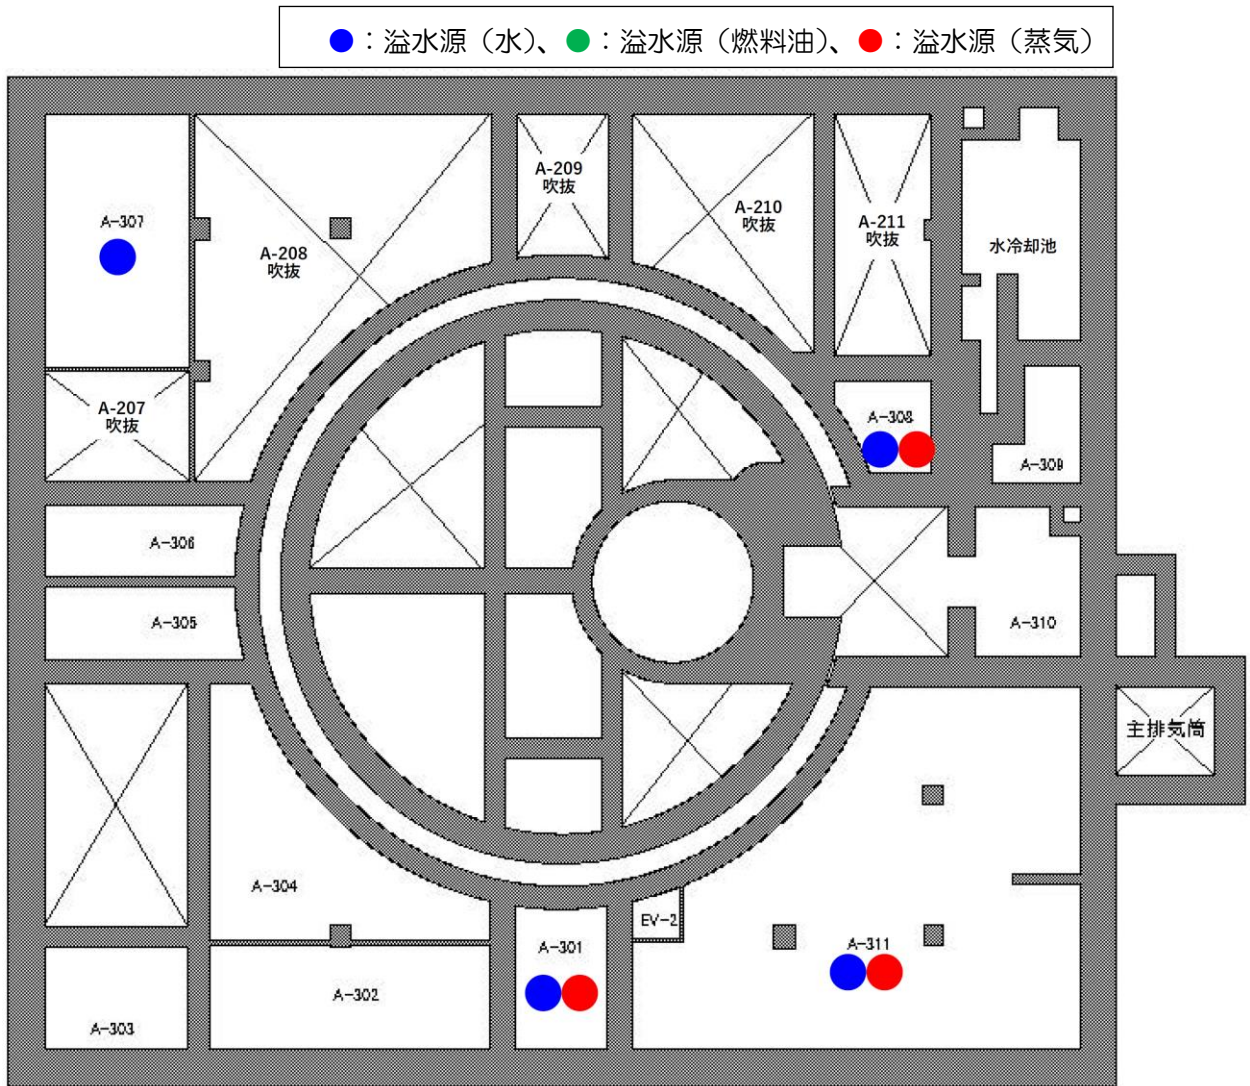 ●：溢水源（水）、●：溢水源（燃料油）、●：溢水源（蒸気）
A-307
A-208
吹抜
A-209
吹抜
A-210
吹抜
A-211
吹抜
水冷却池
A-207
吹抜
A-308
A-309
A-306
A-305
A-310
主排気筒
A-304
EV-2
A-301
A-311
A-302
A-303